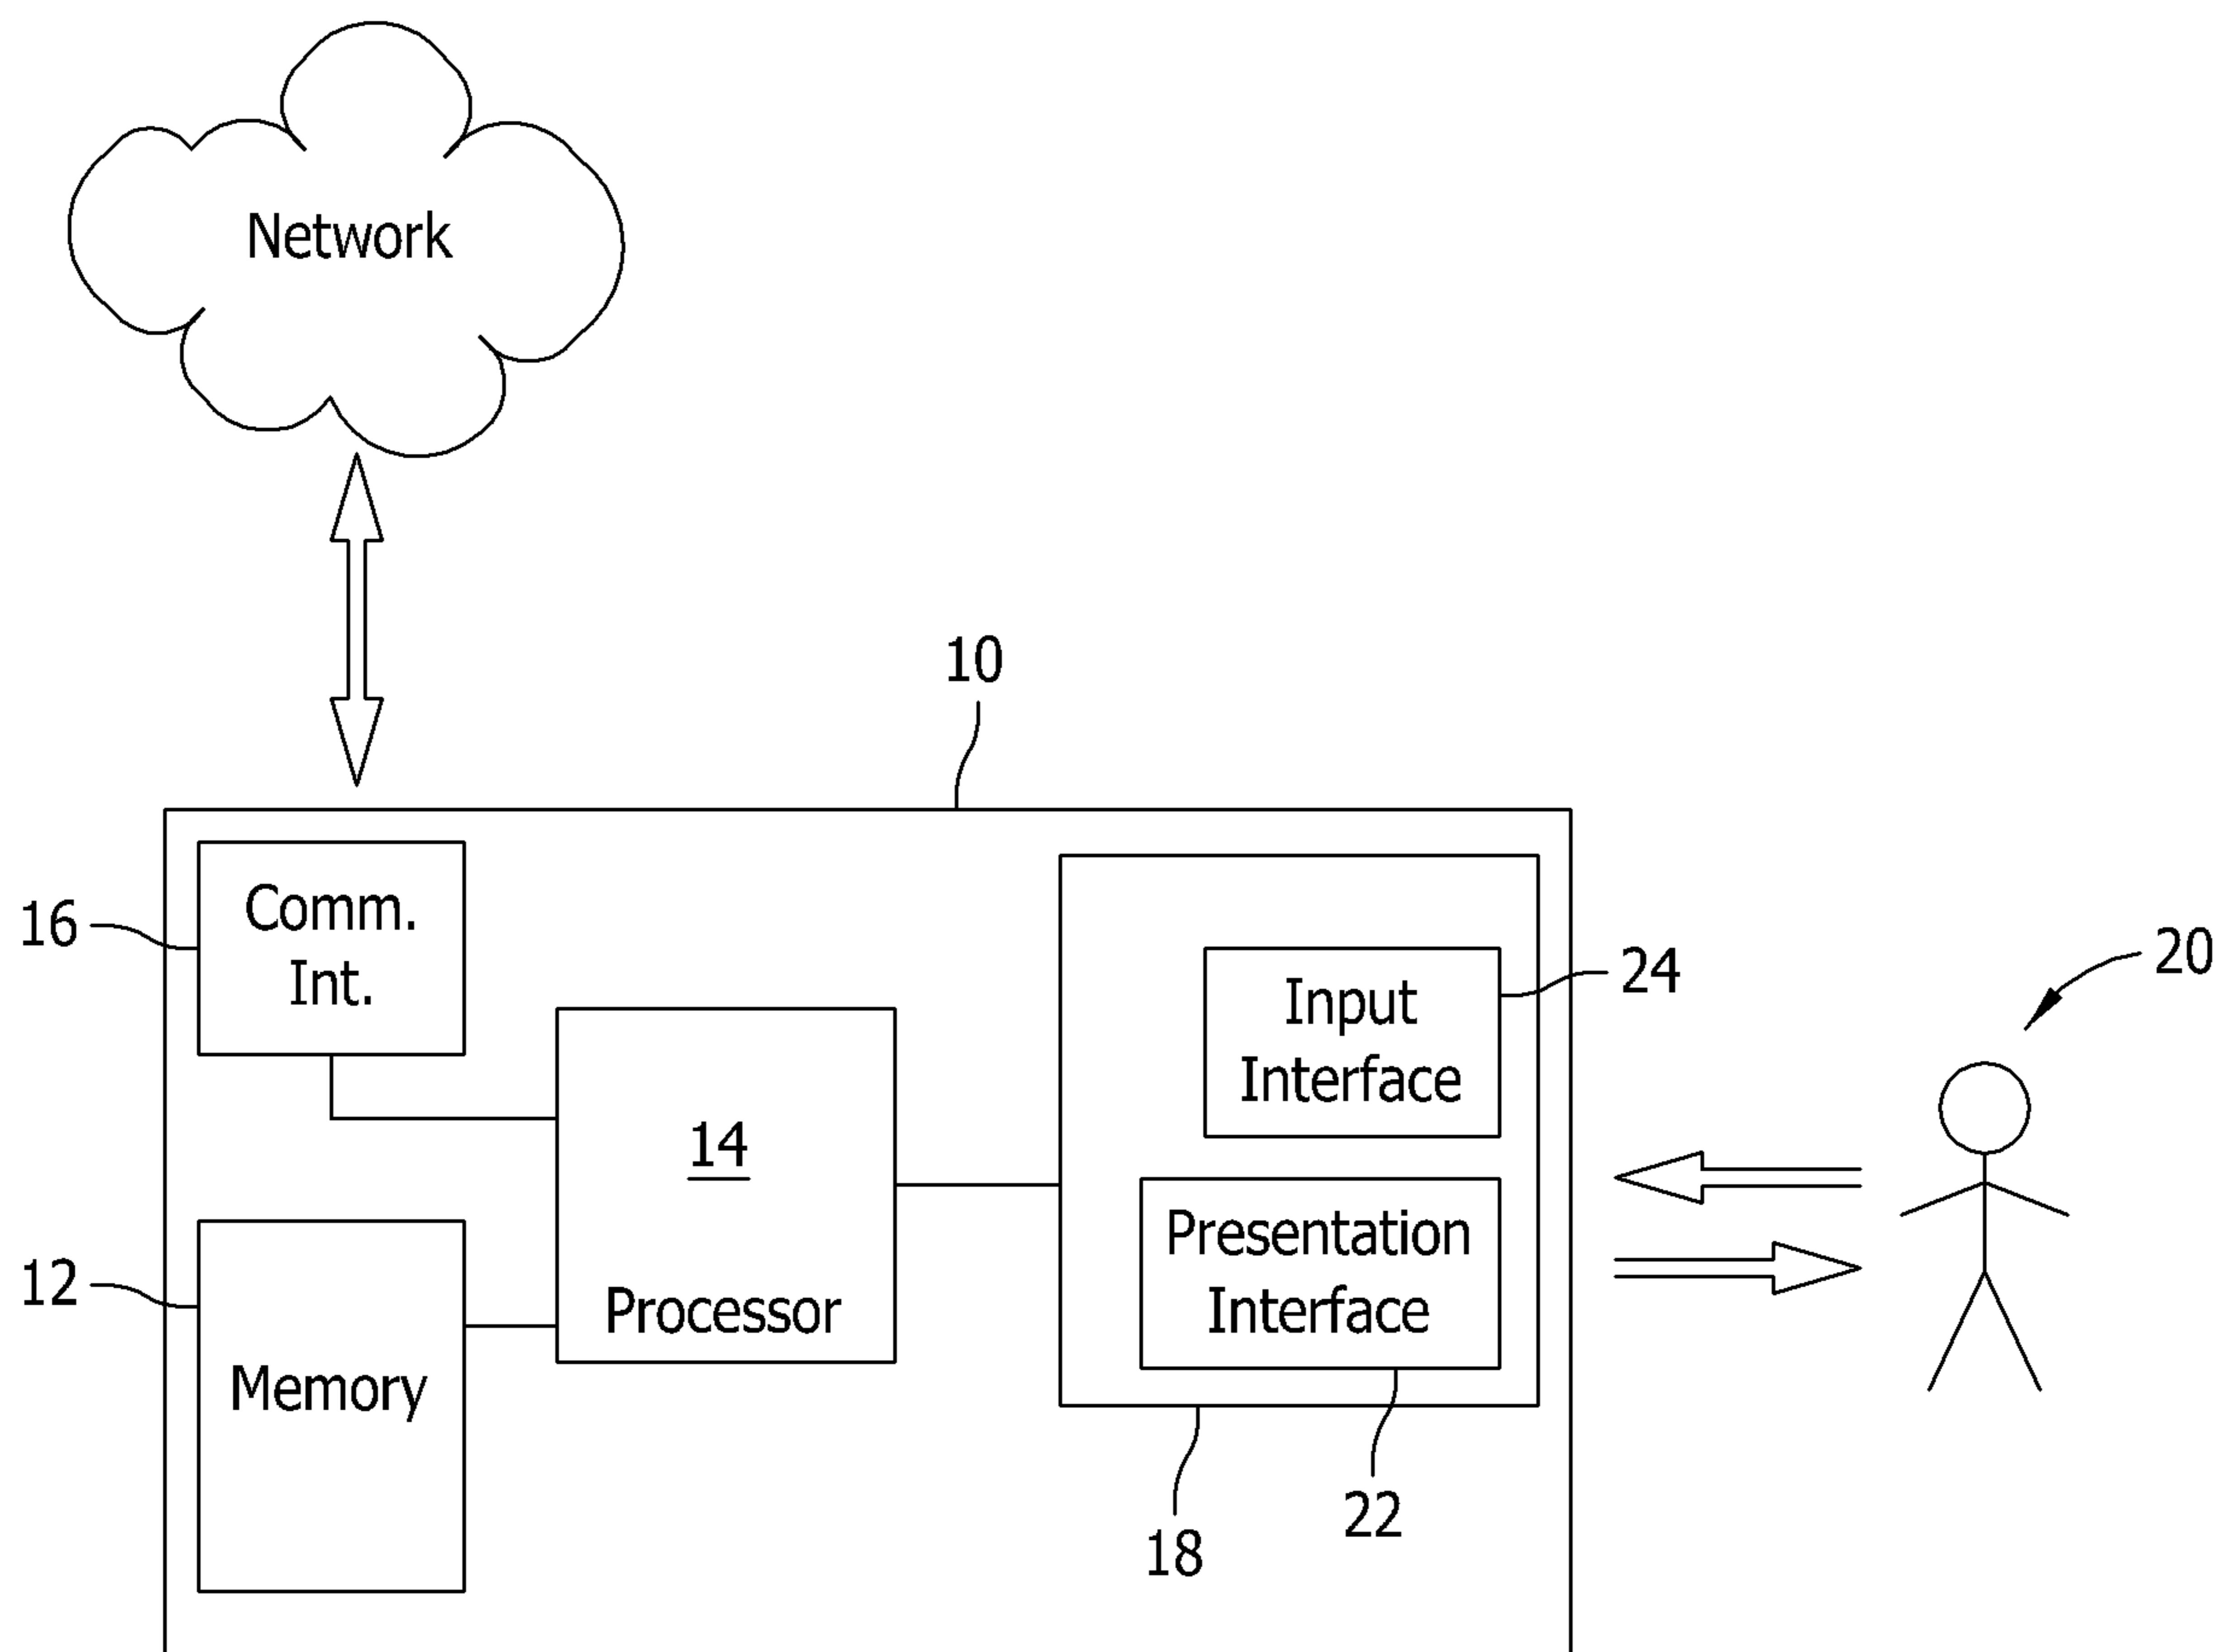 Network
10
16
Comm.
Int.
24
Input
Interface
20
14
Processor
Presentation
Interface
12
Memory
22
18